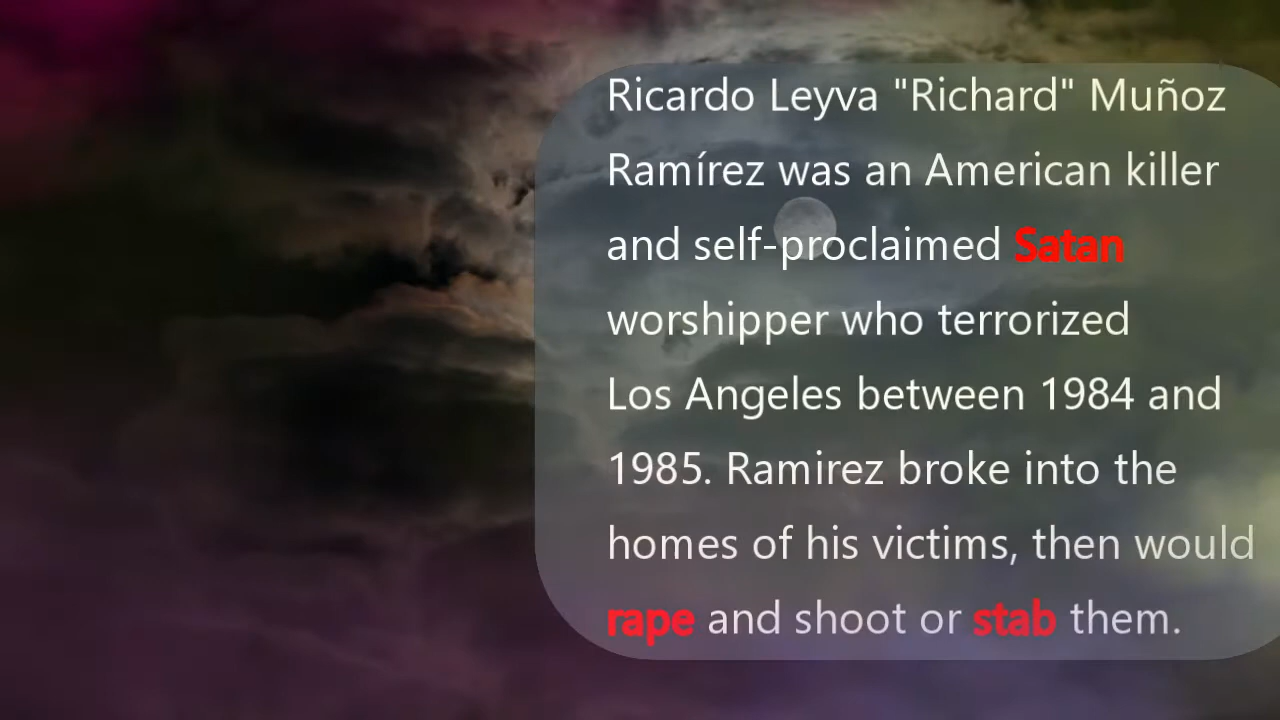 Ricardo Leyva "Richard" Muñoz
Ramírez was an American killer
and self-proclaimed Satan
worshipper who terrorized
Los Angeles between 1984 and
1985. Ramirez broke into the
homes of his victims, then would
rape and shoot or stab them.